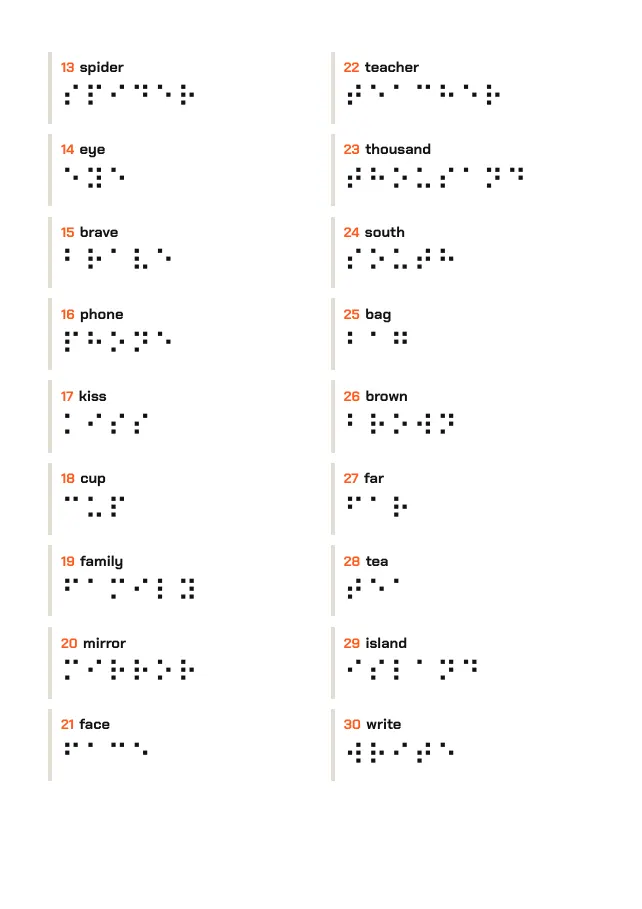 13 spider
⠎⠏⠊⠙⠑⠗
14 eye
⠑⠽⠑
15 brave
⠃⠗⠁⠧⠑
16 phone
⠏⠓⠕⠝⠑
17 kiss
⠅⠊⠎⠎
18 cup
⠉⠥⠏
19 family
⠋⠁⠍⠊⠇⠽
20 mirror
⠍⠊⠗⠗⠕⠗
21 face
⠋⠁⠉⠑
22 teacher
⠞⠑⠁⠉⠓⠑⠗
23 thousand
⠞⠓⠕⠥⠎⠁⠝⠙
24 south
⠎⠕⠥⠞⠓
25 bag
⠃⠁⠛
26 brown
⠃⠗⠕⠺⠝
27 far
⠋⠁⠗
28 tea
⠞⠑⠁
29 island
⠊⠎⠇⠁⠝⠙
30 write
⠺⠗⠊⠞⠑